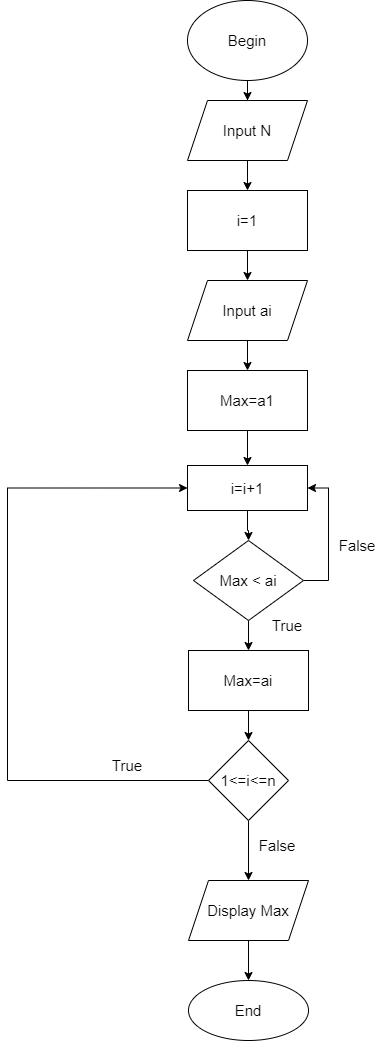 Begin
Input N
i=1
Input ai
Max=a1
i=i+1
False
Max < ai
True
Max=ai
True
1<=i<=n
False
Display Max
End